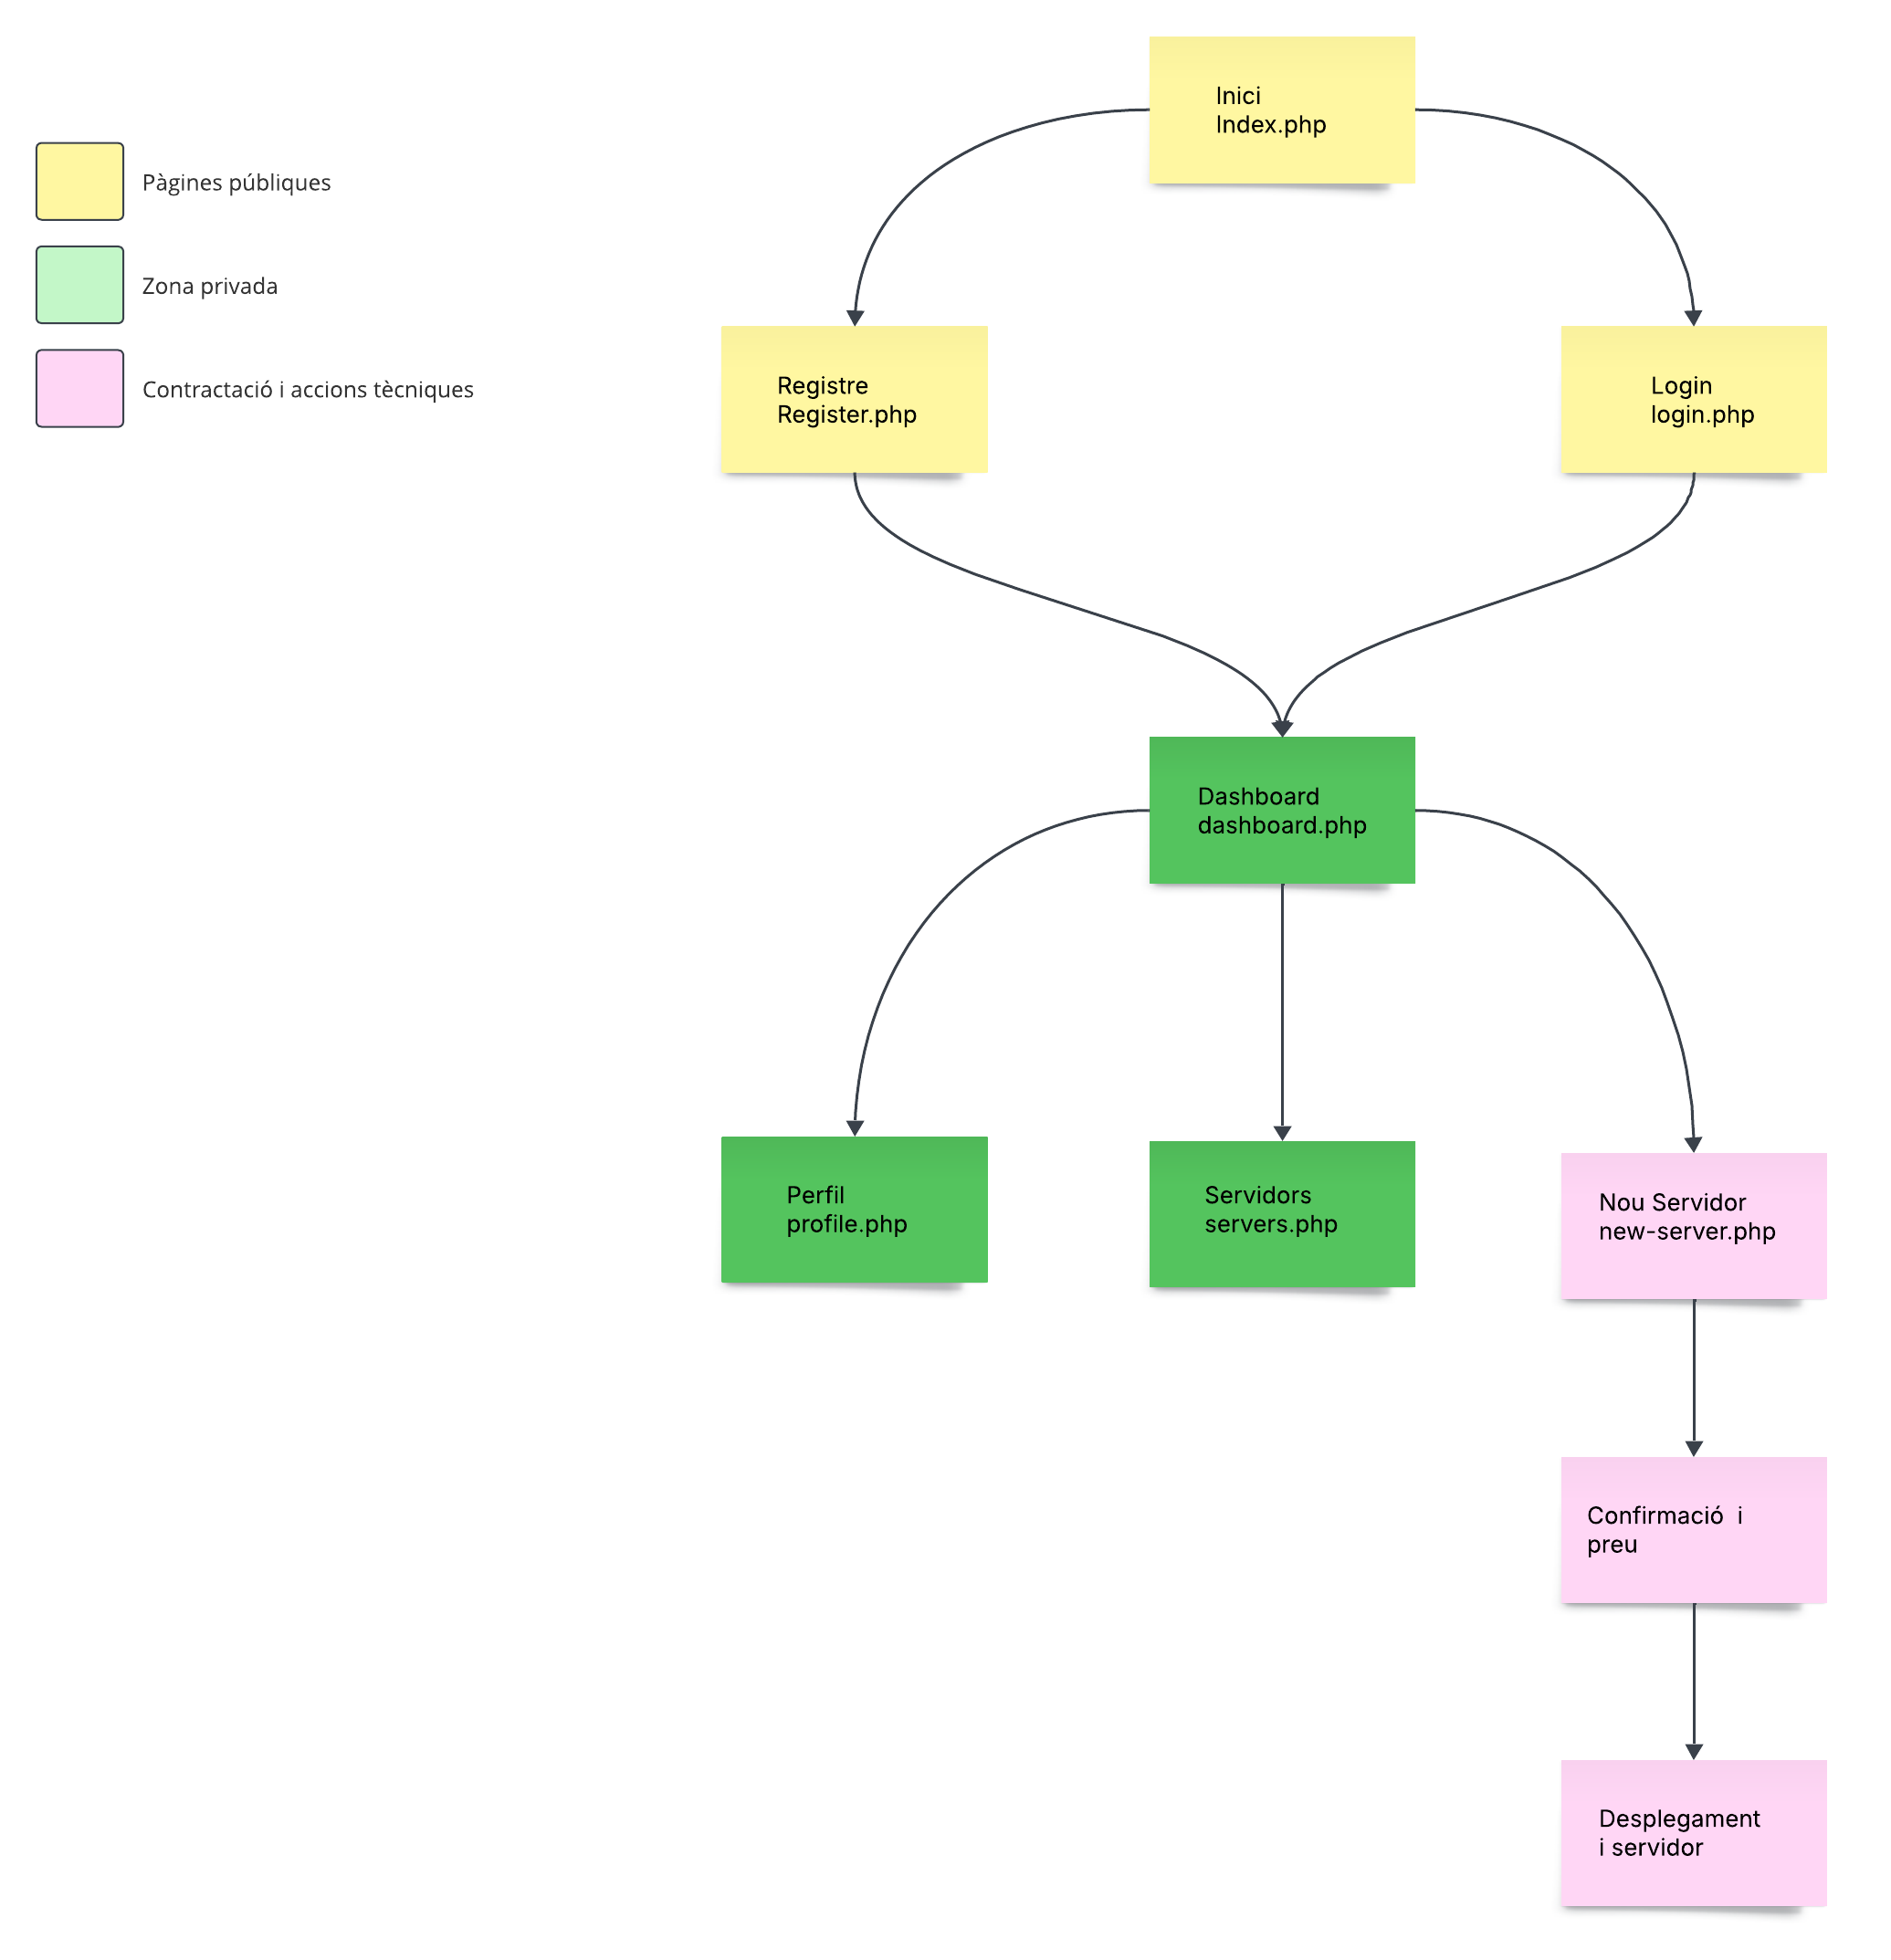 Inici
Index.php
Pàgines públiques
Zona privada
Contractació i accions tècniques
Registre
Register.php
Login
login.php
Dashboard
dashboard.php
Perfil
profile.php
Servidors
servers.php
Nou Servidor
new-server.php
Confirmació  i
preu
Desplegament
i servidor